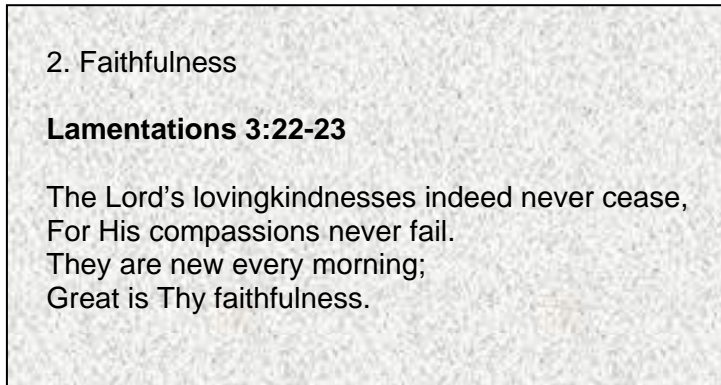 2. Faithfulness
Lamentations 3:22-23
The Lord’s lovingkindnesses indeed never cease,
For His compassions never fail.
They are new every morning;
Great is Thy faithfulness.